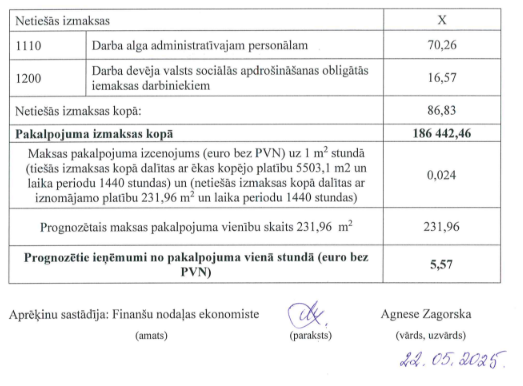 Netiešās izmaksas X
1110 Darba alga administratīvajam personālam 70,26
1200 Darba devēja valsts sociālās apdrošināšanas obligātās
iemaksas darbiniekiem 16,57
Netiešās izmaksas kopā: 86,83
Pakalpojuma izmaksas kopā 186 442,46
Maksas pakalpojuma izcenojums (euro bez PVN) uz 1 m² stundā
(tiešās izmaksas kopā dalītas ar ēkas kopējo platību 5503,1 m2 un
laika periodu 1440 stundas) un (netiešās izmaksas kopā dalītas ar
iznomājamo platību 231,96 m² un laika periodu 1440 stundas) 0,024
Prognozētais maksas pakalpojuma vienību skaits 231,96 m² 231,96
Prognozētie ieņēmumi no pakalpojuma vienā stundā (euro bez
PVN) 5,57
Aprēķinu sastādīja: Finanšu nodaļas ekonomiste Agnese Zagorska
(amats) (paraksts) (vārds, uzvārds)
22.05.2025.